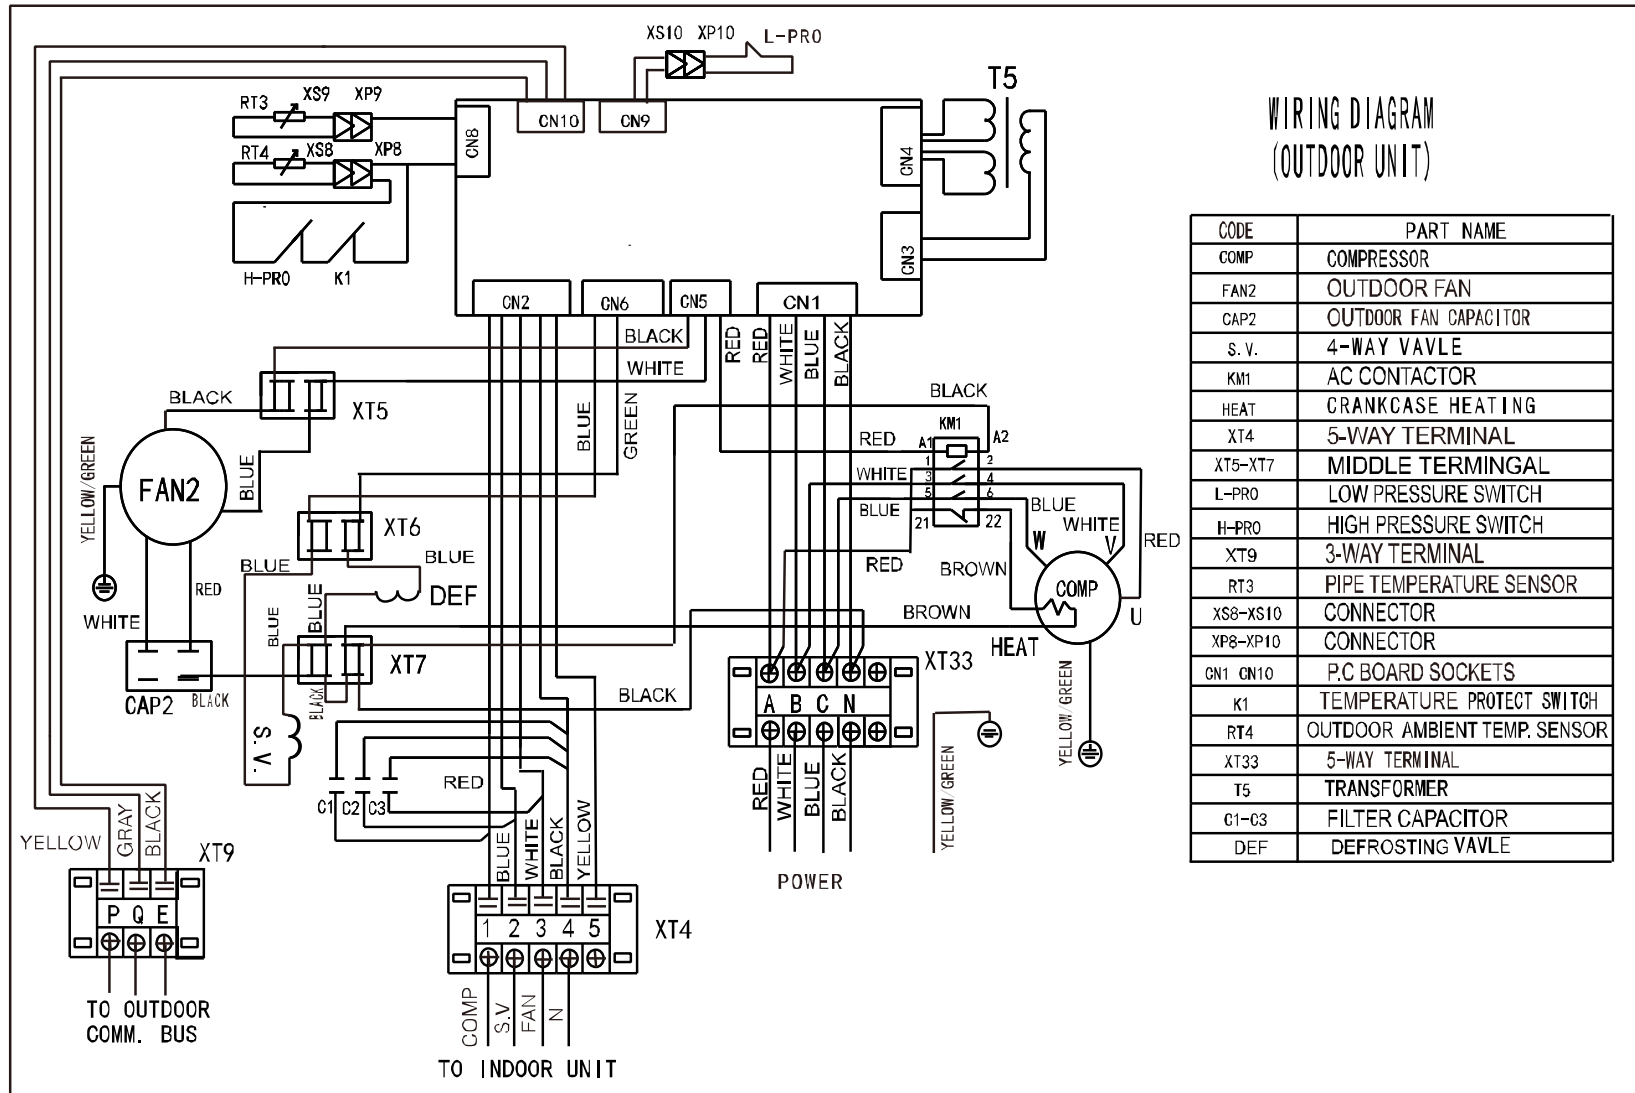 XS10 XP10 L-PRO
T5
RT3 XS9 XP9
RT4 XS8 XP8
CN8
CN10
CN9
CN4
CN3
H-PRO K1
CN2
CN6
CN5
CN1
BLACK
WHITE
RED
RED
WHITE
BLUE
BLACK
BLACK
XT5
BLUE
GREEN
BLACK
KM1
RED
A1
A2
WHITE
1
2
3
4
5
6
BLUE
21
22
YELLOW/GREEN
FAN2
BLUE
XT6
BLUE
WHITE
W
V
RED
BLUE
BLUE
RED
BROWN
COMP
U
RED
WHITE
BLUE
BLUE
DEF
BROWN
HEAT
XT7
XT33
CAP2
BLACK
BLACK
BLACK
A B C N
S.V.
YELLOW/GREEN
YELLOW/GREEN
RED
WHITE
BLUE
BLACK
POWER
RED
C1 C2 C3
BLUE
WHITE
BLACK
YELLOW
YELLOW
GRAY
BLACK
XT9
P Q E
TO OUTDOOR
COMM. BUS
1 2 3 4 5
XT4
COMP
S.V
FAN
N
TO INDOOR UNIT
WIRING DIAGRAM
(OUTDOOR UNIT)
CODE PART NAME
COMP COMPRESSOR
FAN2 OUTDOOR FAN
CAP2 OUTDOOR FAN CAPACITOR
S.V. 4-WAY VAVLE
KM1 AC CONTACTOR
HEAT CRANKCASE HEATING
XT4 5-WAY TERMINAL
XT5-XT7 MIDDLE TERMINGAL
L-PRO LOW PRESSURE SWITCH
H-PRO HIGH PRESSURE SWITCH
XT9 3-WAY TERMINAL
RT3 PIPE TEMPERATURE SENSOR
XS8-XS10 CONNECTOR
XP8-XP10 CONNECTOR
CN1 CN10 P.C BOARD SOCKETS
K1 TEMPERATURE PROTECT SWITCH
RT4 OUTDOOR AMBIENT TEMP. SENSOR
XT33 5-WAY TERMINAL
T5 TRANSFORMER
C1-C3 FILTER CAPACITOR
DEF DEFROSTING VAVLE